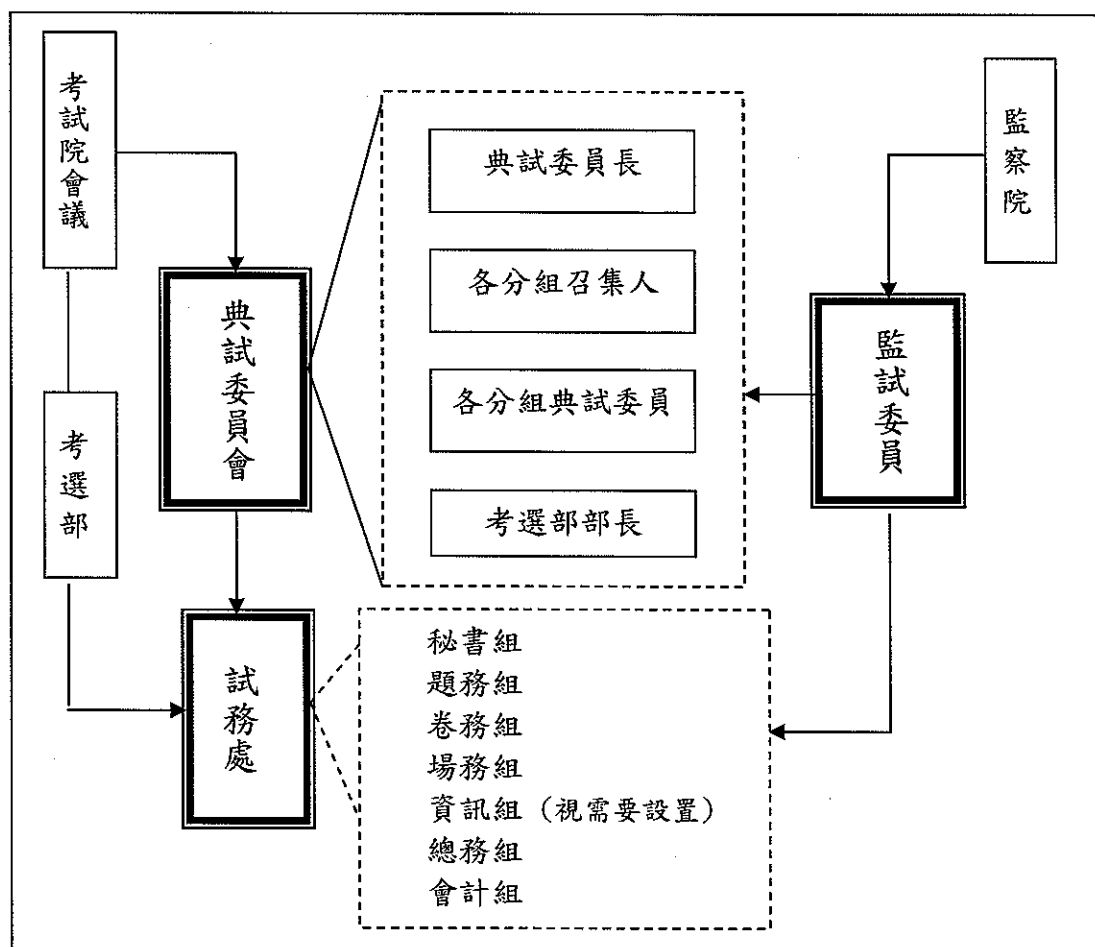 考試院會議
考選部
典試委員會
試務處
典試委員長
各分組召集人
各分組典試委員
考選部部長
秘書組
題務組
卷務組
場務組
資訊組（視需要設置）
總務組
會計組
監察院
監試委員